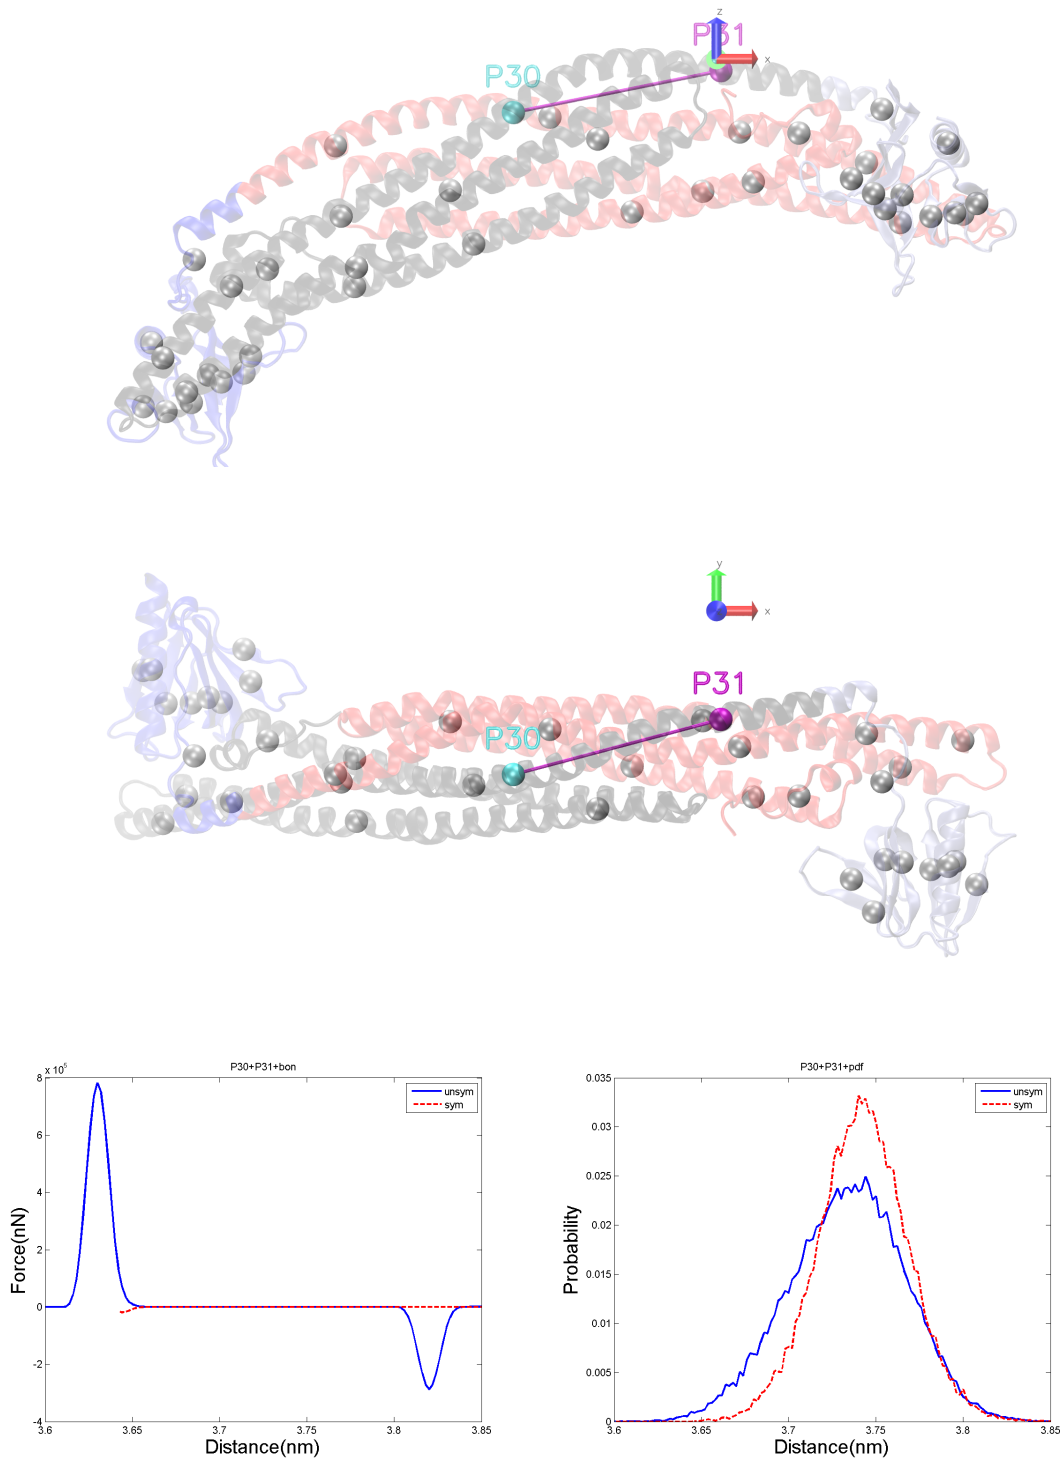 z
P31
x
P30
y
x
P31
P30
P30+P31+bon
x 10^5
8
6
4
2
0
-2
-4
3.6 3.65 3.7 3.75 3.8 3.85
Force(nN)
Distance(nm)
unsym
sym
P30+P31+pdf
0.035
0.03
0.025
0.02
0.015
0.01
0.005
0
3.6 3.65 3.7 3.75 3.8 3.85
Probability
Distance(nm)
unsym
sym